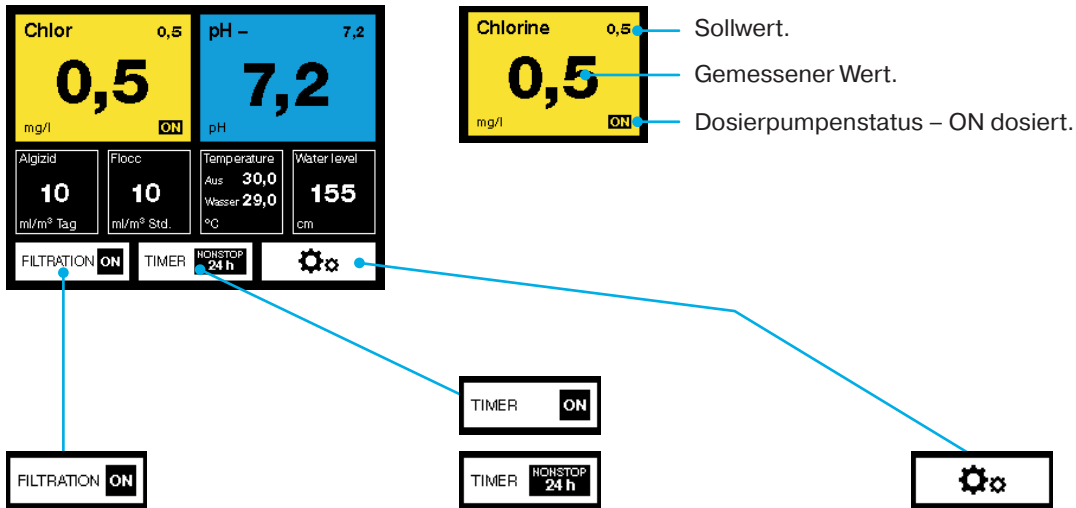 Chlor 0,5
0,5
mg/l ON
pH – 7,2
7,2
pH
Algizid
10
ml/m³ Tag
Flocc
10
ml/m³ Std.
Temperature
Aus 30,0
Wasser 29,0
°C
Water level
155
cm
FILTRATION ON
TIMER NONSTOP 24 h
Chlorine 0,5
0,5
mg/l ON
Sollwert.
Gemessener Wert.
Dosierpumpenstatus – ON dosiert.
TIMER ON
FILTRATION ON
TIMER NONSTOP 24 h